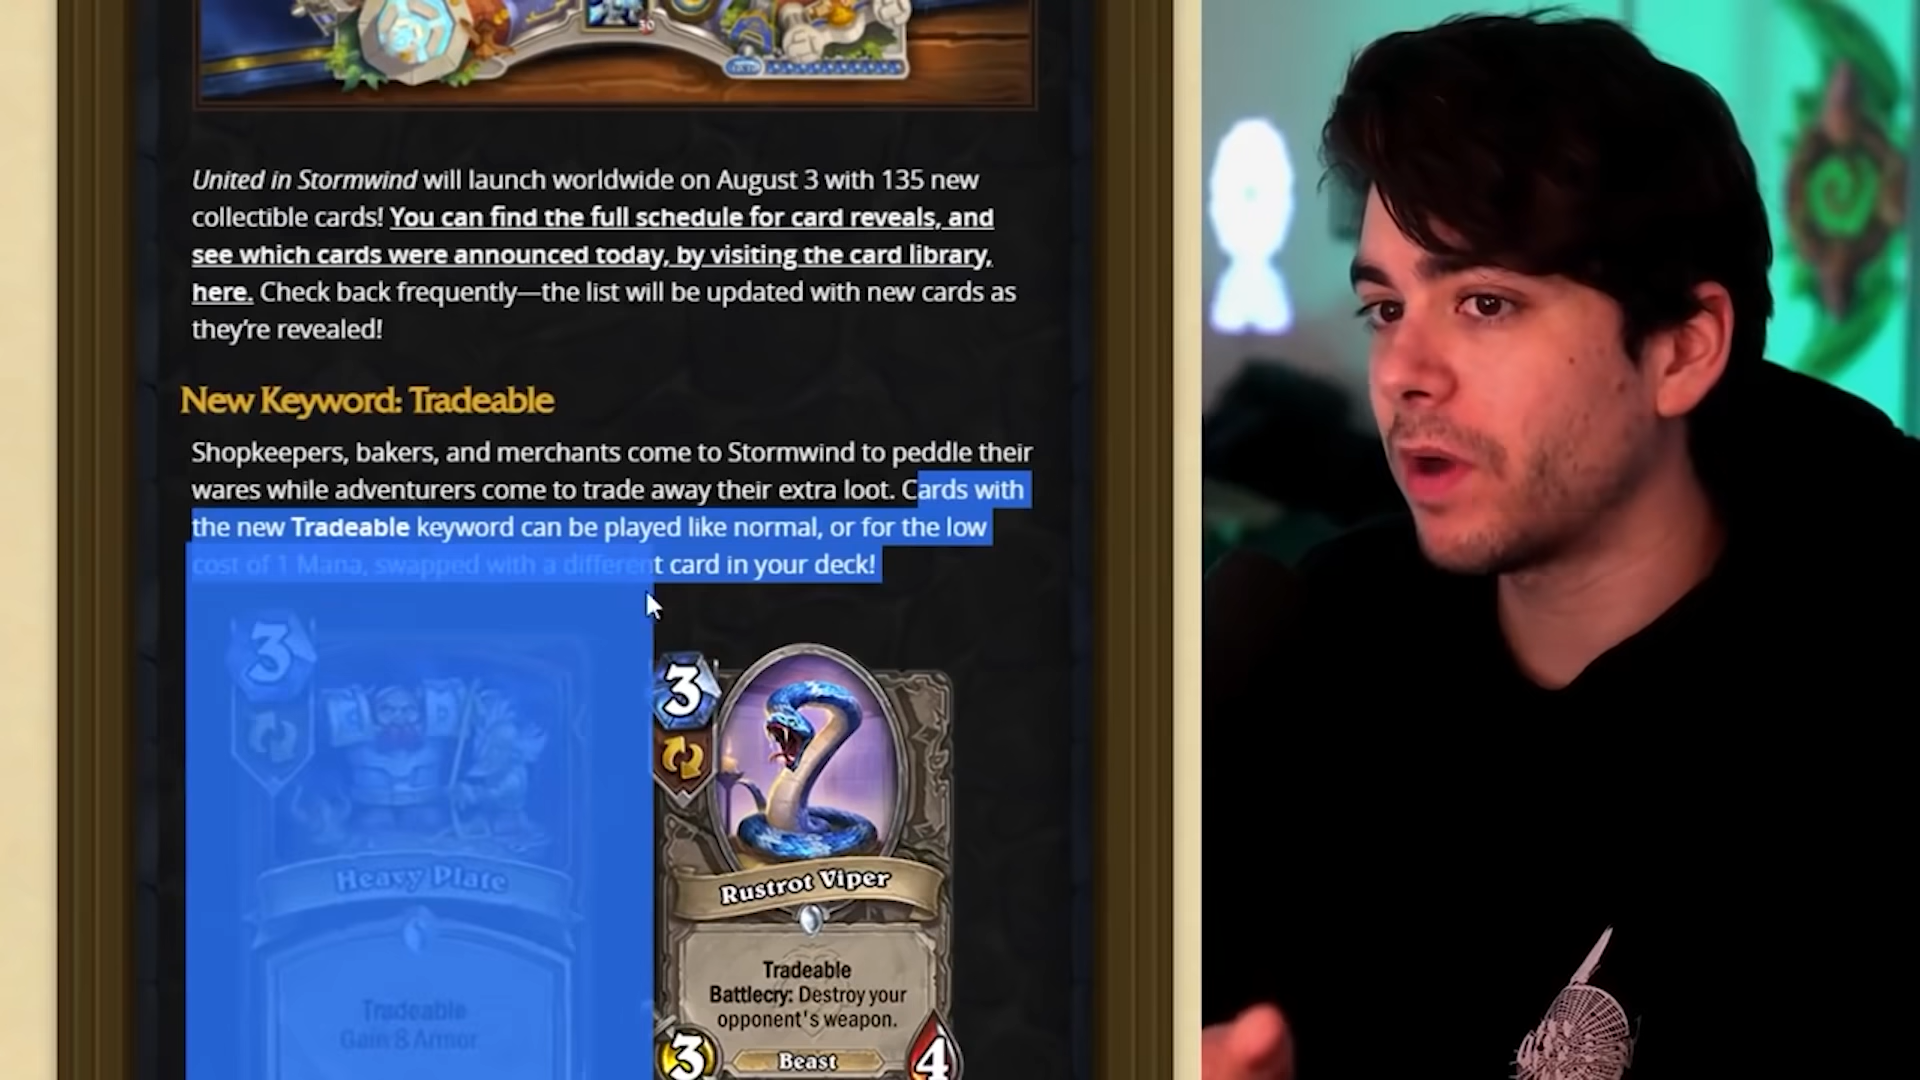 United in Stormwind will launch worldwide on August 3 with 135 new
collectible cards! You can find the full schedule for card reveals, and
see which cards were announced today, by visiting the card library,
here. Check back frequently—the list will be updated with new cards as
they're revealed!
New Keyword: Tradeable
Shopkeepers, bakers, and merchants come to Stormwind to peddle their
wares while adventurers come to trade away their extra loot. Cards with
the new Tradeable keyword can be played like normal, or for the low
cost of 1 Mana, swapped with a different card in your deck!
3
Heavy Plate
Tradeable
Gain 8 Armor
3
Rustrot Viper
Tradeable
Battlecry: Destroy your
opponent's weapon.
3
Beast
4